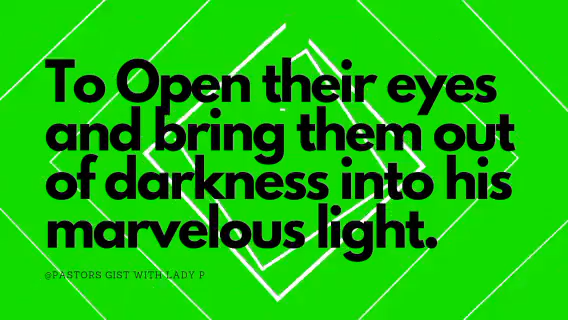 To Open their eyes
and bring them out
of darkness into his
marvelous light.
@PASTORS GIST WITH LADY P